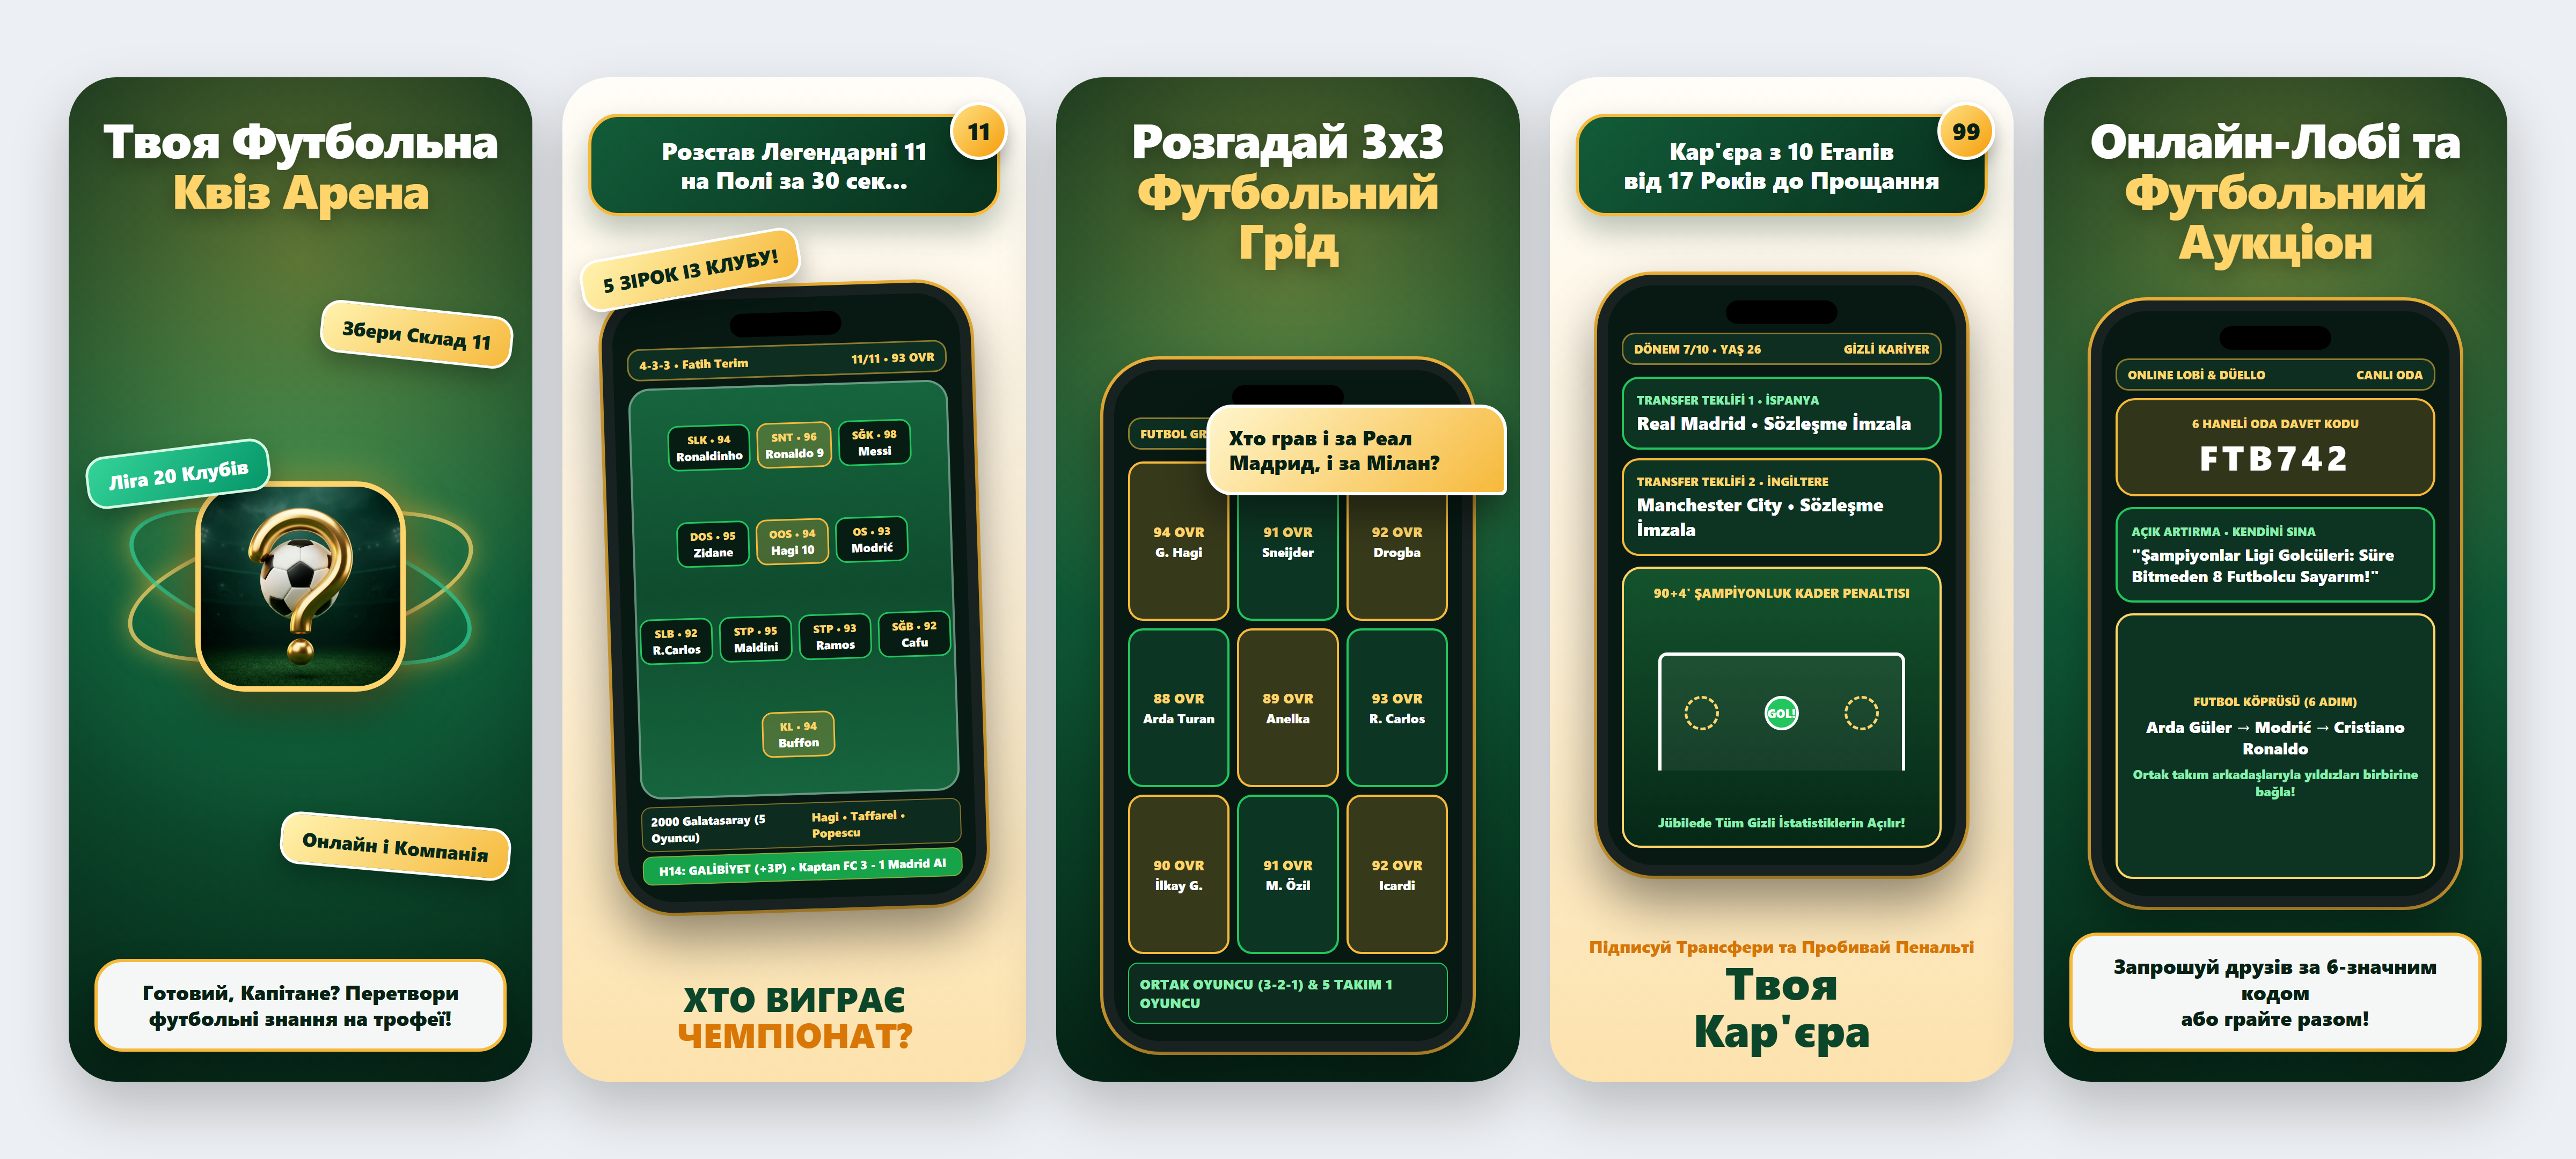 Твоя Футбольна
Квіз Арена
Збери Склад 11
Ліга 20 Клубів
Онлайн і Компанія
Готовий, Капітане? Перетвори
футбольні знання на трофеї!
11
Розстав Легендарні 11
на Полі за 30 сек...
5 ЗІРОК ІЗ КЛУБУ!
4-3-3 • Fatih Terim
11/11 • 93 OVR
SLK • 94
Ronaldinho
SNT • 96
Ronaldo 9
SĞK • 98
Messi
DOS • 95
Zidane
OOS • 94
Hagi 10
OS • 93
Modrić
SLB • 92
R.Carlos
STP • 95
Maldini
STP • 93
Ramos
SĞB • 92
Cafu
KL • 94
Buffon
2000 Galatasaray (5
Oyuncu)
Hagi • Taffarel •
Popescu
H14: GALİBİYET (+3P) • Kaptan FC 3 - 1 Madrid AI
ХТО ВИГРАЄ
ЧЕМПІОНАТ?
Розгадай 3x3
Футбольний
Грід
FUTBOL GR
Хто грав і за Реал
Мадрид, і за Мілан?
94 OVR
G. Hagi
91 OVR
Sneijder
92 OVR
Drogba
88 OVR
Arda Turan
89 OVR
Anelka
93 OVR
R. Carlos
90 OVR
İlkay G.
91 OVR
M. Özil
92 OVR
Icardi
ORTAK OYUNCU (3-2-1) & 5 TAKIM 1
OYUNCU
99
Кар'єра з 10 Етапів
від 17 Років до Прощання
DÖNEM 7/10 • YAŞ 26
GİZLİ KARİYER
TRANSFER TEKLİFİ 1 • İSPANYA
Real Madrid • Sözleşme İmzala
TRANSFER TEKLİFİ 2 • İNGİLTERE
Manchester City • Sözleşme
İmzala
90+4' ŞAMPİYONLUK KADER PENALTISI
GOL!
Jübilede Tüm Gizli İstatistiklerin Açılır!
Підписуй Трансфери та Пробивай Пенальті
Твоя
Кар'єра
Онлайн-Лобі та
Футбольний
Аукціон
ONLINE LOBİ & DÜELLO
CANLI ODA
6 HANELİ ODA DAVET KODU
FTB742
AÇIK ARTIRMA • KENDİNİ SINA
"Şampiyonlar Ligi Golcüleri: Süre
Bitmeden 8 Futbolcu Sayarım!"
FUTBOL KÖPRÜSÜ (6 ADIM)
Arda Güler → Modrić → Cristiano
Ronaldo
Ortak takım arkadaşlarıyla yıldızları birbirine
bağla!
Запрошуй друзів за 6-значним
кодом
або грайте разом!